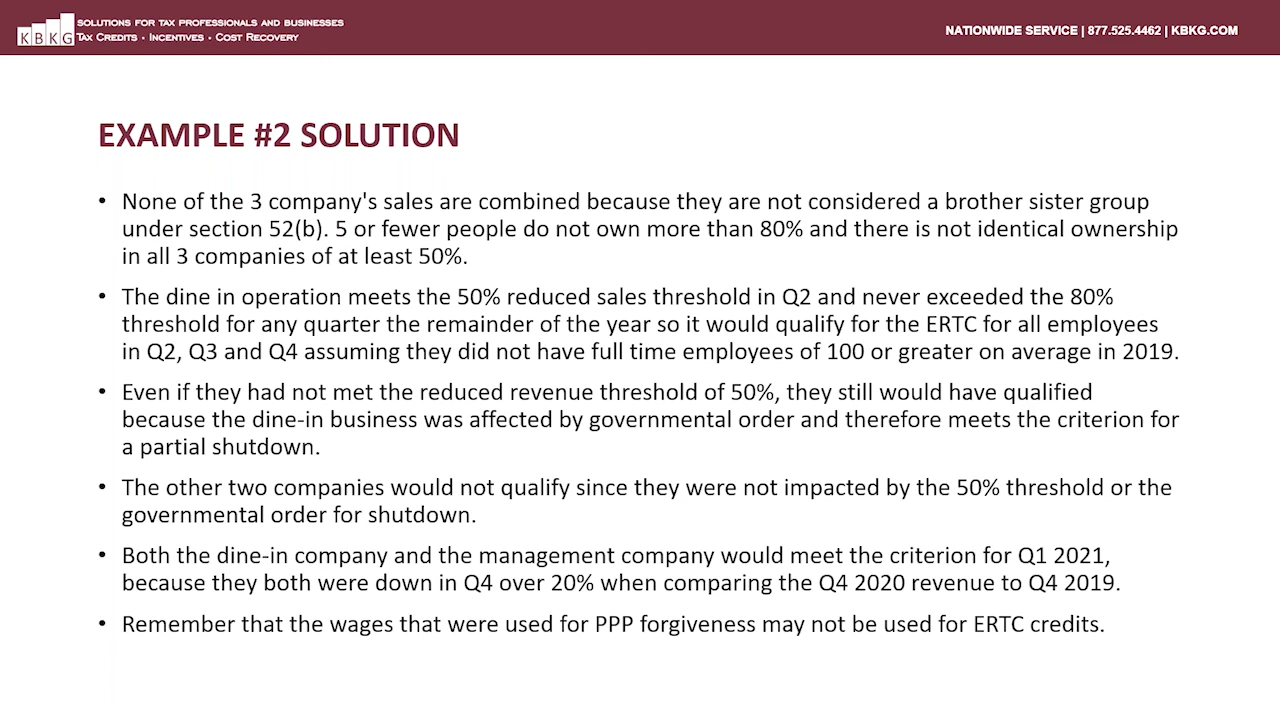 KBKG
SOLUTIONS FOR TAX PROFESSIONALS AND BUSINESSES
TAX CREDITS · INCENTIVES · COST RECOVERY
NATIONWIDE SERVICE | 877.525.4462 | KBKG.COM
EXAMPLE #2 SOLUTION
• None of the 3 company's sales are combined because they are not considered a brother sister group
under section 52(b). 5 or fewer people do not own more than 80% and there is not identical ownership
in all 3 companies of at least 50%.
• The dine in operation meets the 50% reduced sales threshold in Q2 and never exceeded the 80%
threshold for any quarter the remainder of the year so it would qualify for the ERTC for all employees
in Q2, Q3 and Q4 assuming they did not have full time employees of 100 or greater on average in 2019.
• Even if they had not met the reduced revenue threshold of 50%, they still would have qualified
because the dine-in business was affected by governmental order and therefore meets the criterion for
a partial shutdown.
• The other two companies would not qualify since they were not impacted by the 50% threshold or the
governmental order for shutdown.
• Both the dine-in company and the management company would meet the criterion for Q1 2021,
because they both were down in Q4 over 20% when comparing the Q4 2020 revenue to Q4 2019.
• Remember that the wages that were used for PPP forgiveness may not be used for ERTC credits.